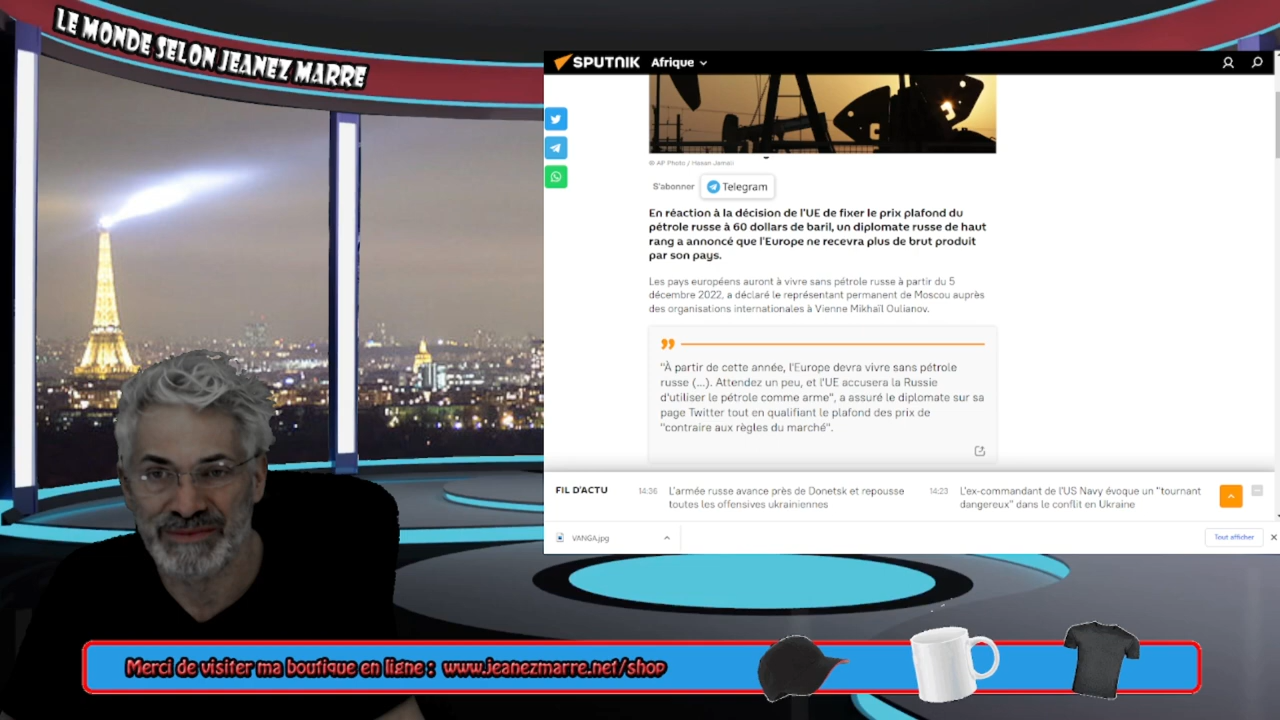 LE MONDE SELON JEANEZ MARRE
SPUTNIK Afrique
© AP Photo / Hasan Jamali
S'abonner Telegram
En réaction à la décision de l'UE de fixer le prix plafond du
pétrole russe à 60 dollars de baril, un diplomate russe de haut
rang a annoncé que l'Europe ne recevra plus de brut produit
par son pays.
Les pays européens auront à vivre sans pétrole russe à partir du 5
décembre 2022, a déclaré le représentant permanent de Moscou auprès
des organisations internationales à Vienne Mikhaïl Oulianov.
"À partir de cette année, l'Europe devra vivre sans pétrole
russe (...). Attendez un peu, et l'UE accusera la Russie
d'utiliser le pétrole comme arme", a assuré le diplomate sur sa
page Twitter tout en qualifiant le plafond des prix de
"contraire aux règles du marché".
FIL D'ACTU
14:36 L'armée russe avance près de Donetsk et repousse
toutes les offensives ukrainiennes
14:23 L'ex-commandant de l'US Navy évoque un "tournant
dangereux" dans le conflit en Ukraine
VANGA.jpg
Tout afficher
Merci de visiter ma boutique en ligne : www.jeanezmarre.net/shop